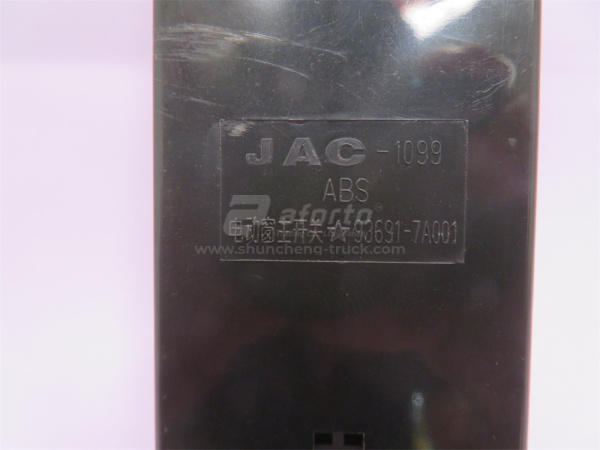 JAC-1099
ABS
aforto
电动窗主开关☆93691-7A001
www.shuncheng-truck.com